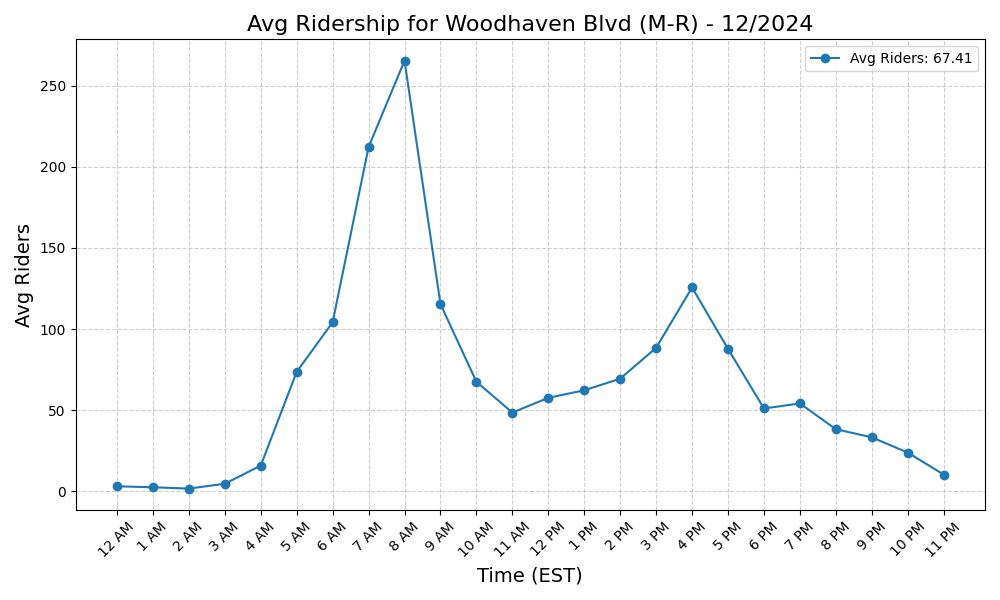 Avg Ridership for Woodhaven Blvd (M-R) - 12/2024
Avg Riders: 67.41
Avg Riders
250
200
150
100
50
0
12 AM
1 AM
2 AM
3 AM
4 AM
5 AM
6 AM
7 AM
8 AM
9 AM
10 AM
11 AM
12 PM
1 PM
2 PM
3 PM
4 PM
5 PM
6 PM
7 PM
8 PM
9 PM
10 PM
11 PM
Time (EST)